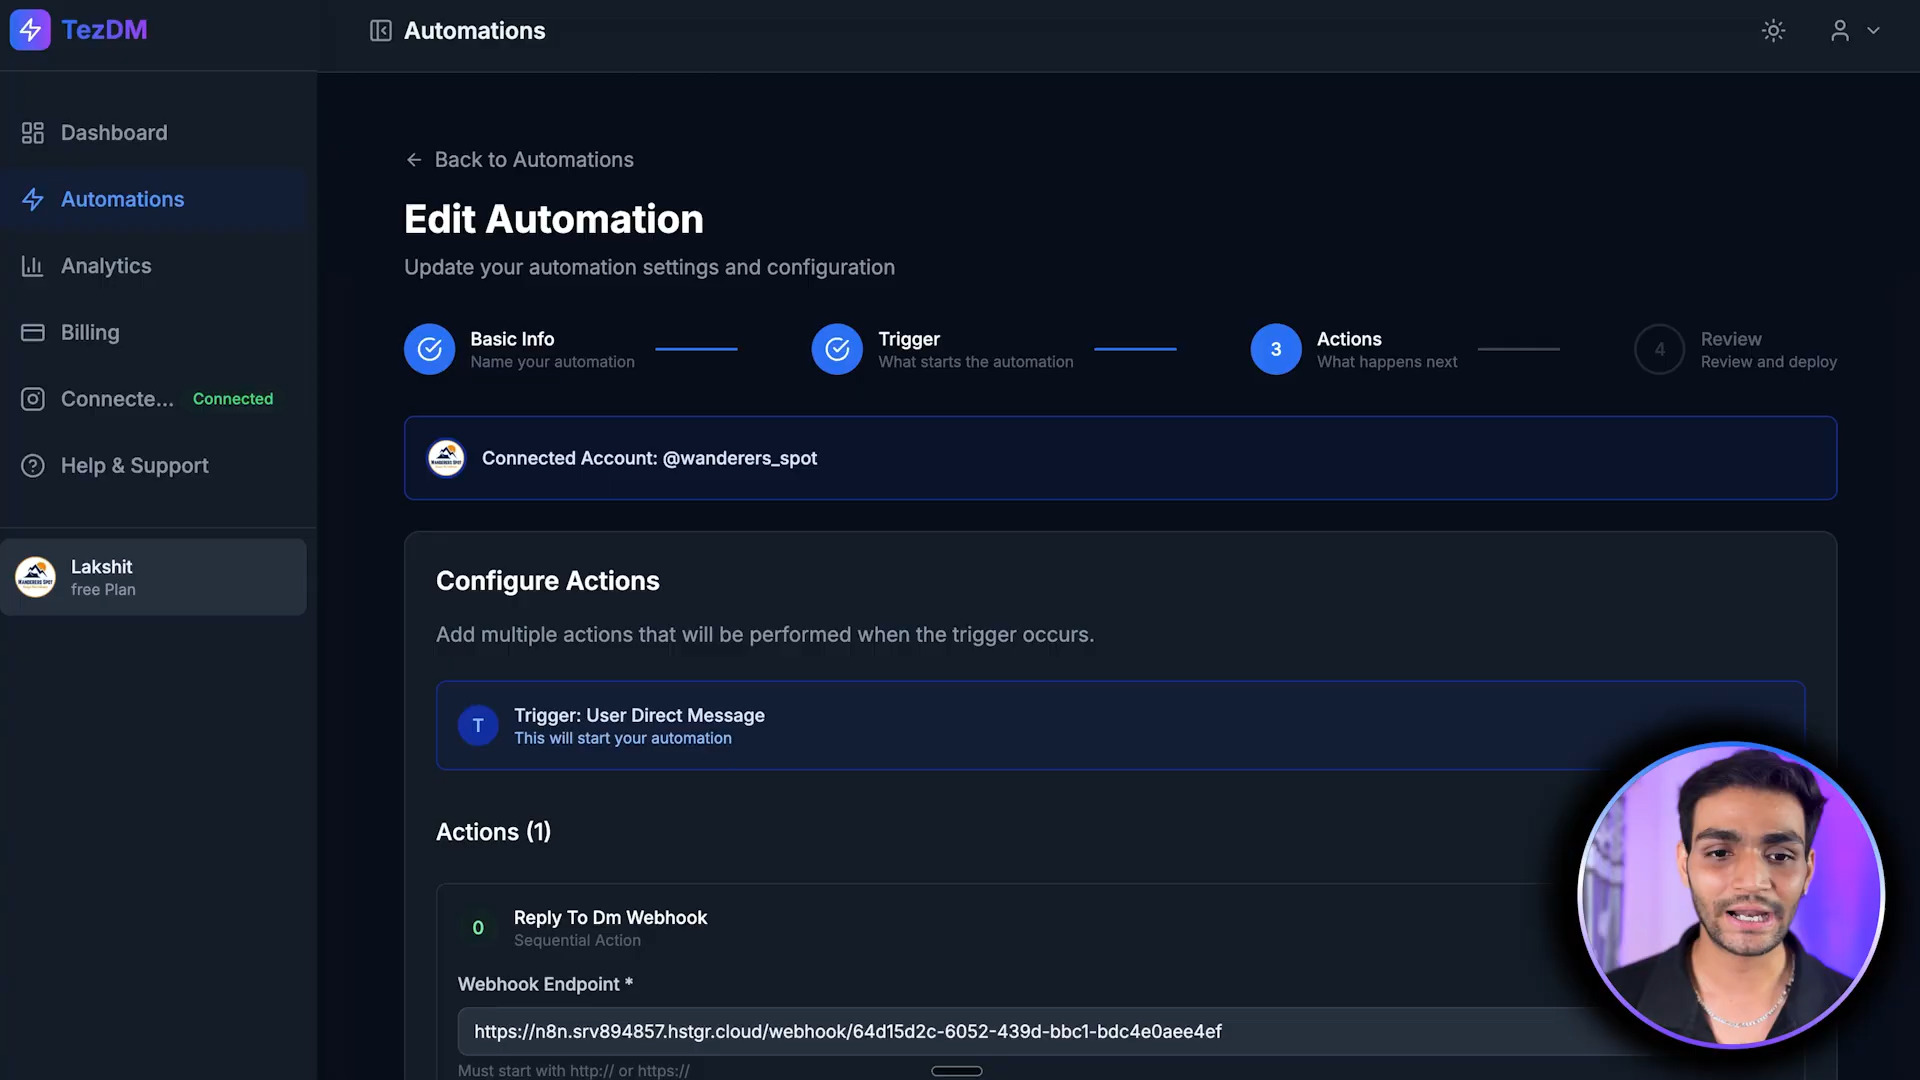 TezDM
Automations
Dashboard
Automations
Analytics
Billing
Connecte... Connected
Help & Support
Lakshit
free Plan
Back to Automations
Edit Automation
Update your automation settings and configuration
Basic Info
Name your automation
Trigger
What starts the automation
3
Actions
What happens next
4
Review
Review and deploy
WANDERERS SPOT
Connected Account: @wanderers_spot
Configure Actions
Add multiple actions that will be performed when the trigger occurs.
T
Trigger: User Direct Message
This will start your automation
Actions (1)
0
Reply To Dm Webhook
Sequential Action
Webhook Endpoint *
https://n8n.srv894857.hstgr.cloud/webhook/64d15d2c-6052-439d-bbc1-bdc4e0aee4ef
Must start with http:// or https://